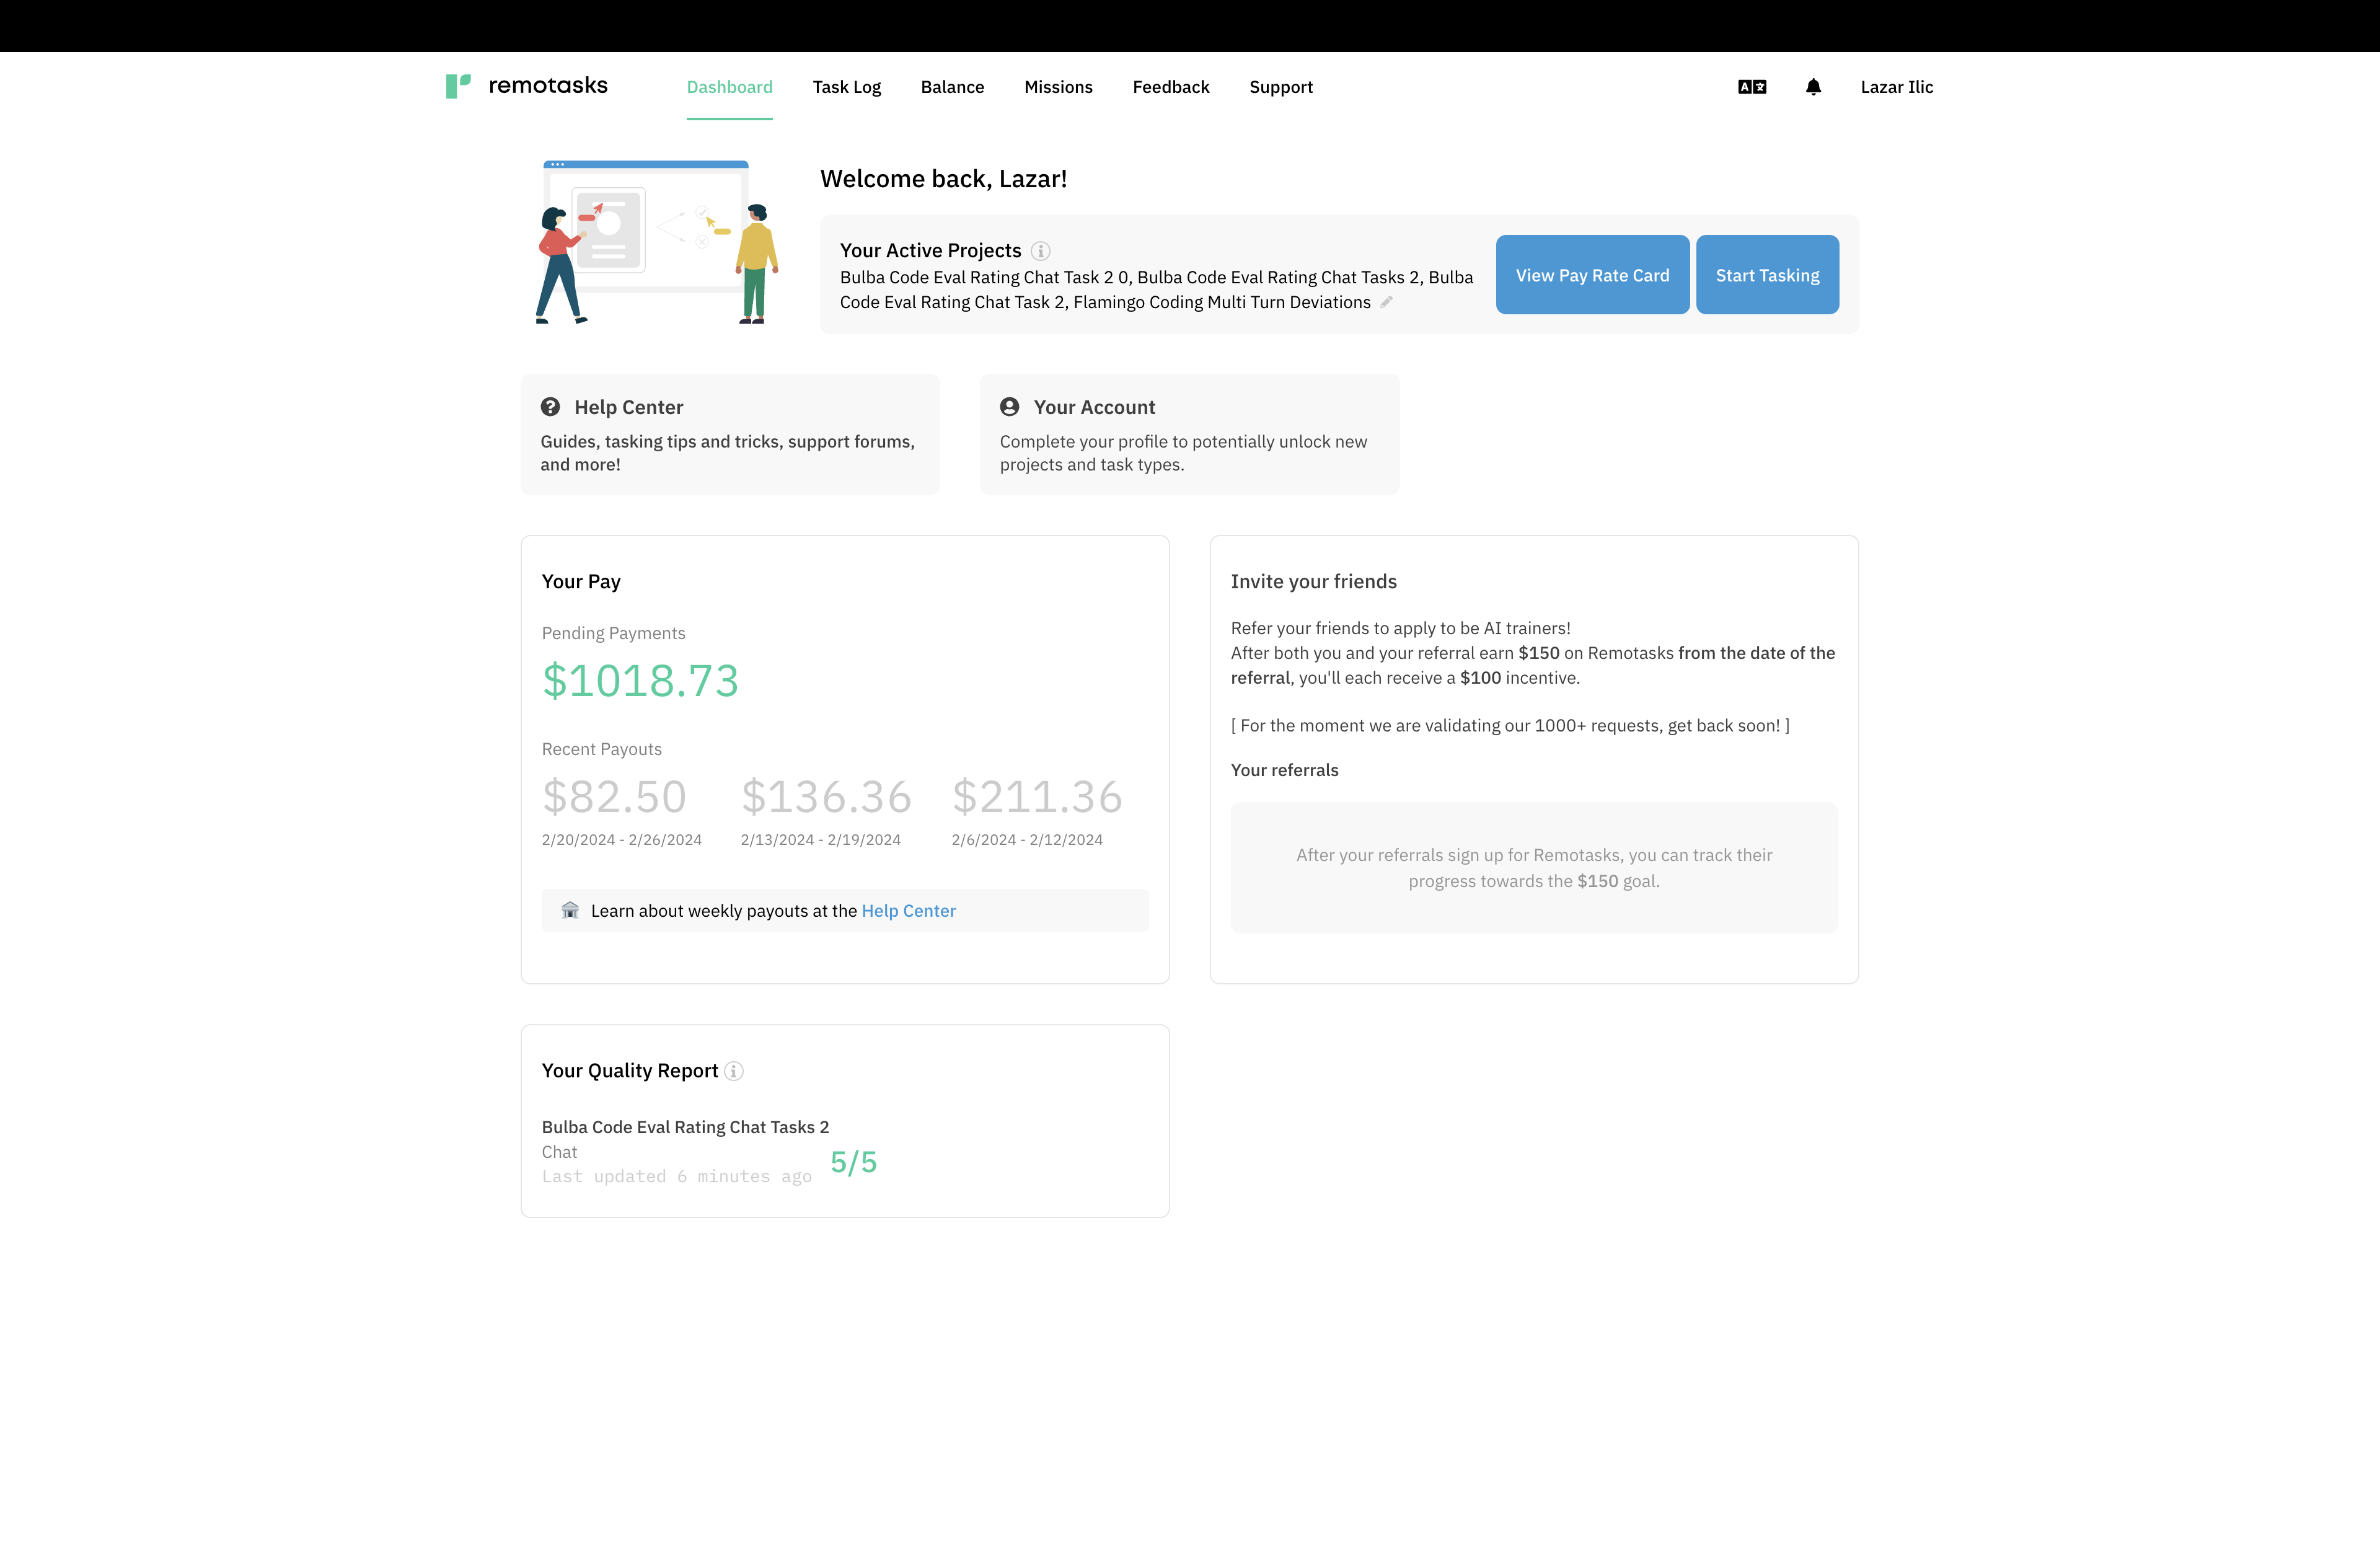 remotasks
Dashboard
Task Log
Balance
Missions
Feedback
Support
Lazar Ilic
Welcome back, Lazar!
Your Active Projects
Bulba Code Eval Rating Chat Task 2 0, Bulba Code Eval Rating Chat Tasks 2, Bulba
Code Eval Rating Chat Task 2, Flamingo Coding Multi Turn Deviations
View Pay Rate Card
Start Tasking
Help Center
Guides, tasking tips and tricks, support forums,
and more!
Your Account
Complete your profile to potentially unlock new
projects and task types.
Your Pay
Pending Payments
$1018.73
Recent Payouts
$82.50
2/20/2024 - 2/26/2024
$136.36
2/13/2024 - 2/19/2024
$211.36
2/6/2024 - 2/12/2024
Learn about weekly payouts at the Help Center
Invite your friends
Refer your friends to apply to be AI trainers!
After both you and your referral earn $150 on Remotasks from the date of the
referral, you'll each receive a $100 incentive.
[ For the moment we are validating our 1000+ requests, get back soon! ]
Your referrals
After your referrals sign up for Remotasks, you can track their
progress towards the $150 goal.
Your Quality Report
Bulba Code Eval Rating Chat Tasks 2
Chat
Last updated 6 minutes ago
5/5